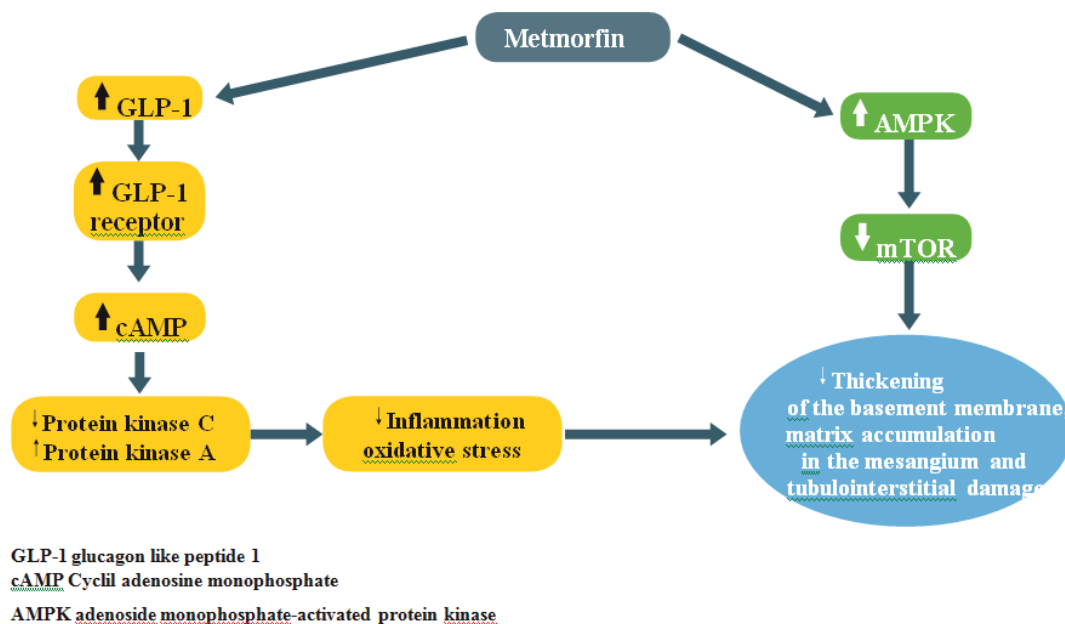 Metmorfin
↑ GLP-1
↑ GLP-1
receptor
↑ cAMP
↓Protein kinase C
↑Protein kinase A
↓Inflammation
oxidative stress
↑ AMPK
↓ mTOR
↓Thickening
of the basement membrane
matrix accumulation
in the mesangium and
tubulointerstitial damage
GLP-1 glucagon like peptide 1
cAMP Cyclil adenosine monophosphate
AMPK adenoside monophosphate-activated protein kinase